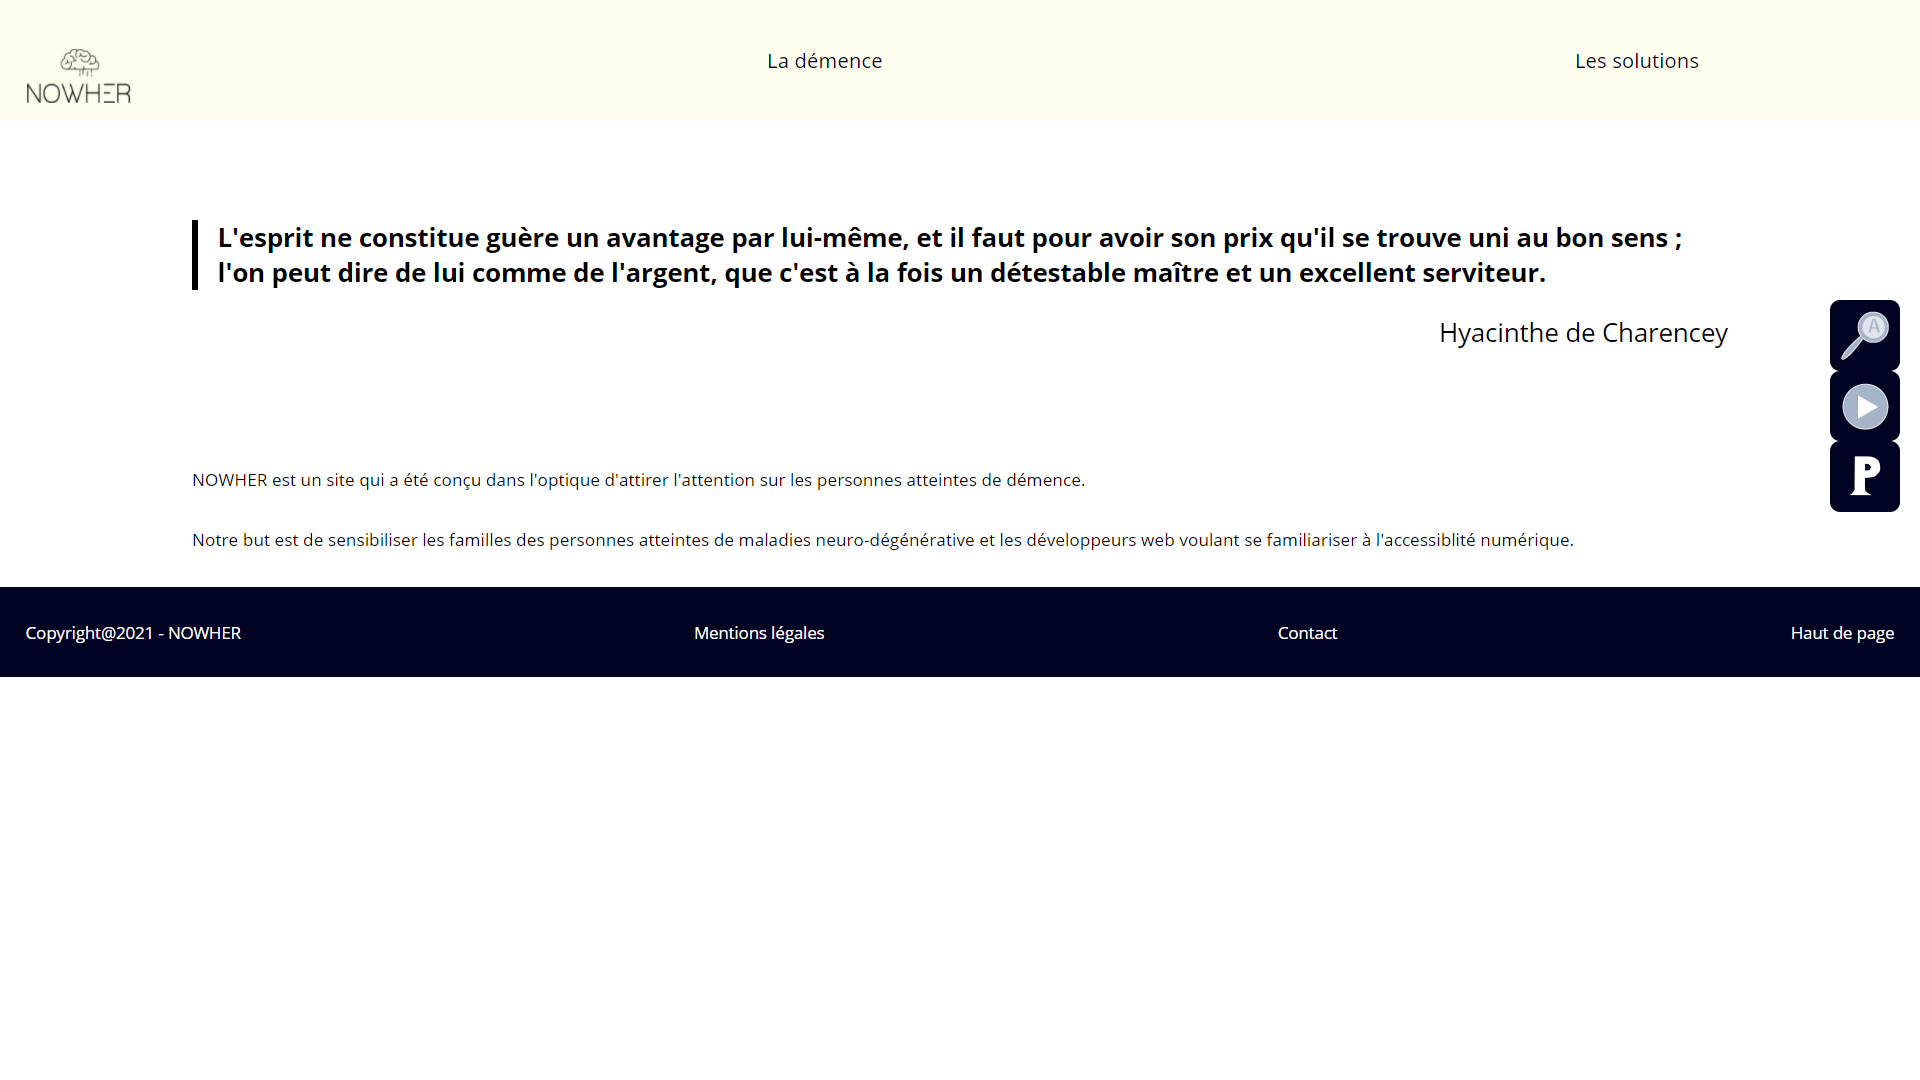 NOWHER
La démence
Les solutions
L'esprit ne constitue guère un avantage par lui-même, et il faut pour avoir son prix qu'il se trouve uni au bon sens ;
l'on peut dire de lui comme de l'argent, que c'est à la fois un détestable maître et un excellent serviteur.
Hyacinthe de Charencey
A
P
NOWHER est un site qui a été conçu dans l'optique d'attirer l'attention sur les personnes atteintes de démence.
Notre but est de sensibiliser les familles des personnes atteintes de maladies neuro-dégénérative et les développeurs web voulant se familiariser à l'accessiblité numérique.
Copyright@2021 - NOWHER
Mentions légales
Contact
Haut de page